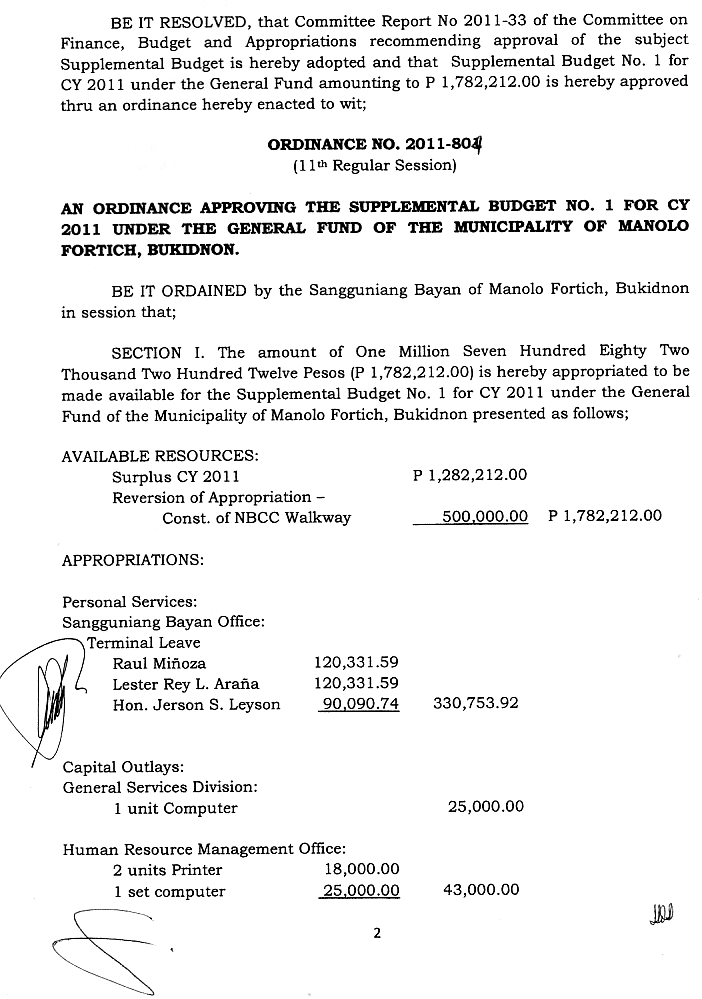 BE IT RESOLVED, that Committee Report No 2011-33 of the Committee on
Finance, Budget and Appropriations recommending approval of the subject
Supplemental Budget is hereby adopted and that Supplemental Budget No. 1 for
CY 2011 under the General Fund amounting to P 1,782,212.00 is hereby approved
thru an ordinance hereby enacted to wit;
ORDINANCE NO. 2011-801
(11th Regular Session)
AN ORDINANCE APPROVING THE SUPPLEMENTAL BUDGET NO. 1 FOR CY
2011 UNDER THE GENERAL FUND OF THE MUNICIPALITY OF MANOLO
FORTICH, BUKIDNON.
BE IT ORDAINED by the Sangguniang Bayan of Manolo Fortich, Bukidnon
in session that;
SECTION I. The amount of One Million Seven Hundred Eighty Two
Thousand Two Hundred Twelve Pesos (P 1,782,212.00) is hereby appropriated to be
made available for the Supplemental Budget No. 1 for CY 2011 under the General
Fund of the Municipality of Manolo Fortich, Bukidnon presented as follows;
AVAILABLE RESOURCES:
Surplus CY 2011 P 1,282,212.00
Reversion of Appropriation –
Const. of NBCC Walkway 500,000.00 P 1,782,212.00
APPROPRIATIONS:
Personal Services:
Sangguniang Bayan Office:
Terminal Leave
Raul Miñoza 120,331.59
Lester Rey L. Araña 120,331.59
Hon. Jerson S. Leyson 90,090.74 330,753.92
Capital Outlays:
General Services Division:
1 unit Computer 25,000.00
Human Resource Management Office:
2 units Printer 18,000.00
1 set computer 25,000.00 43,000.00
2